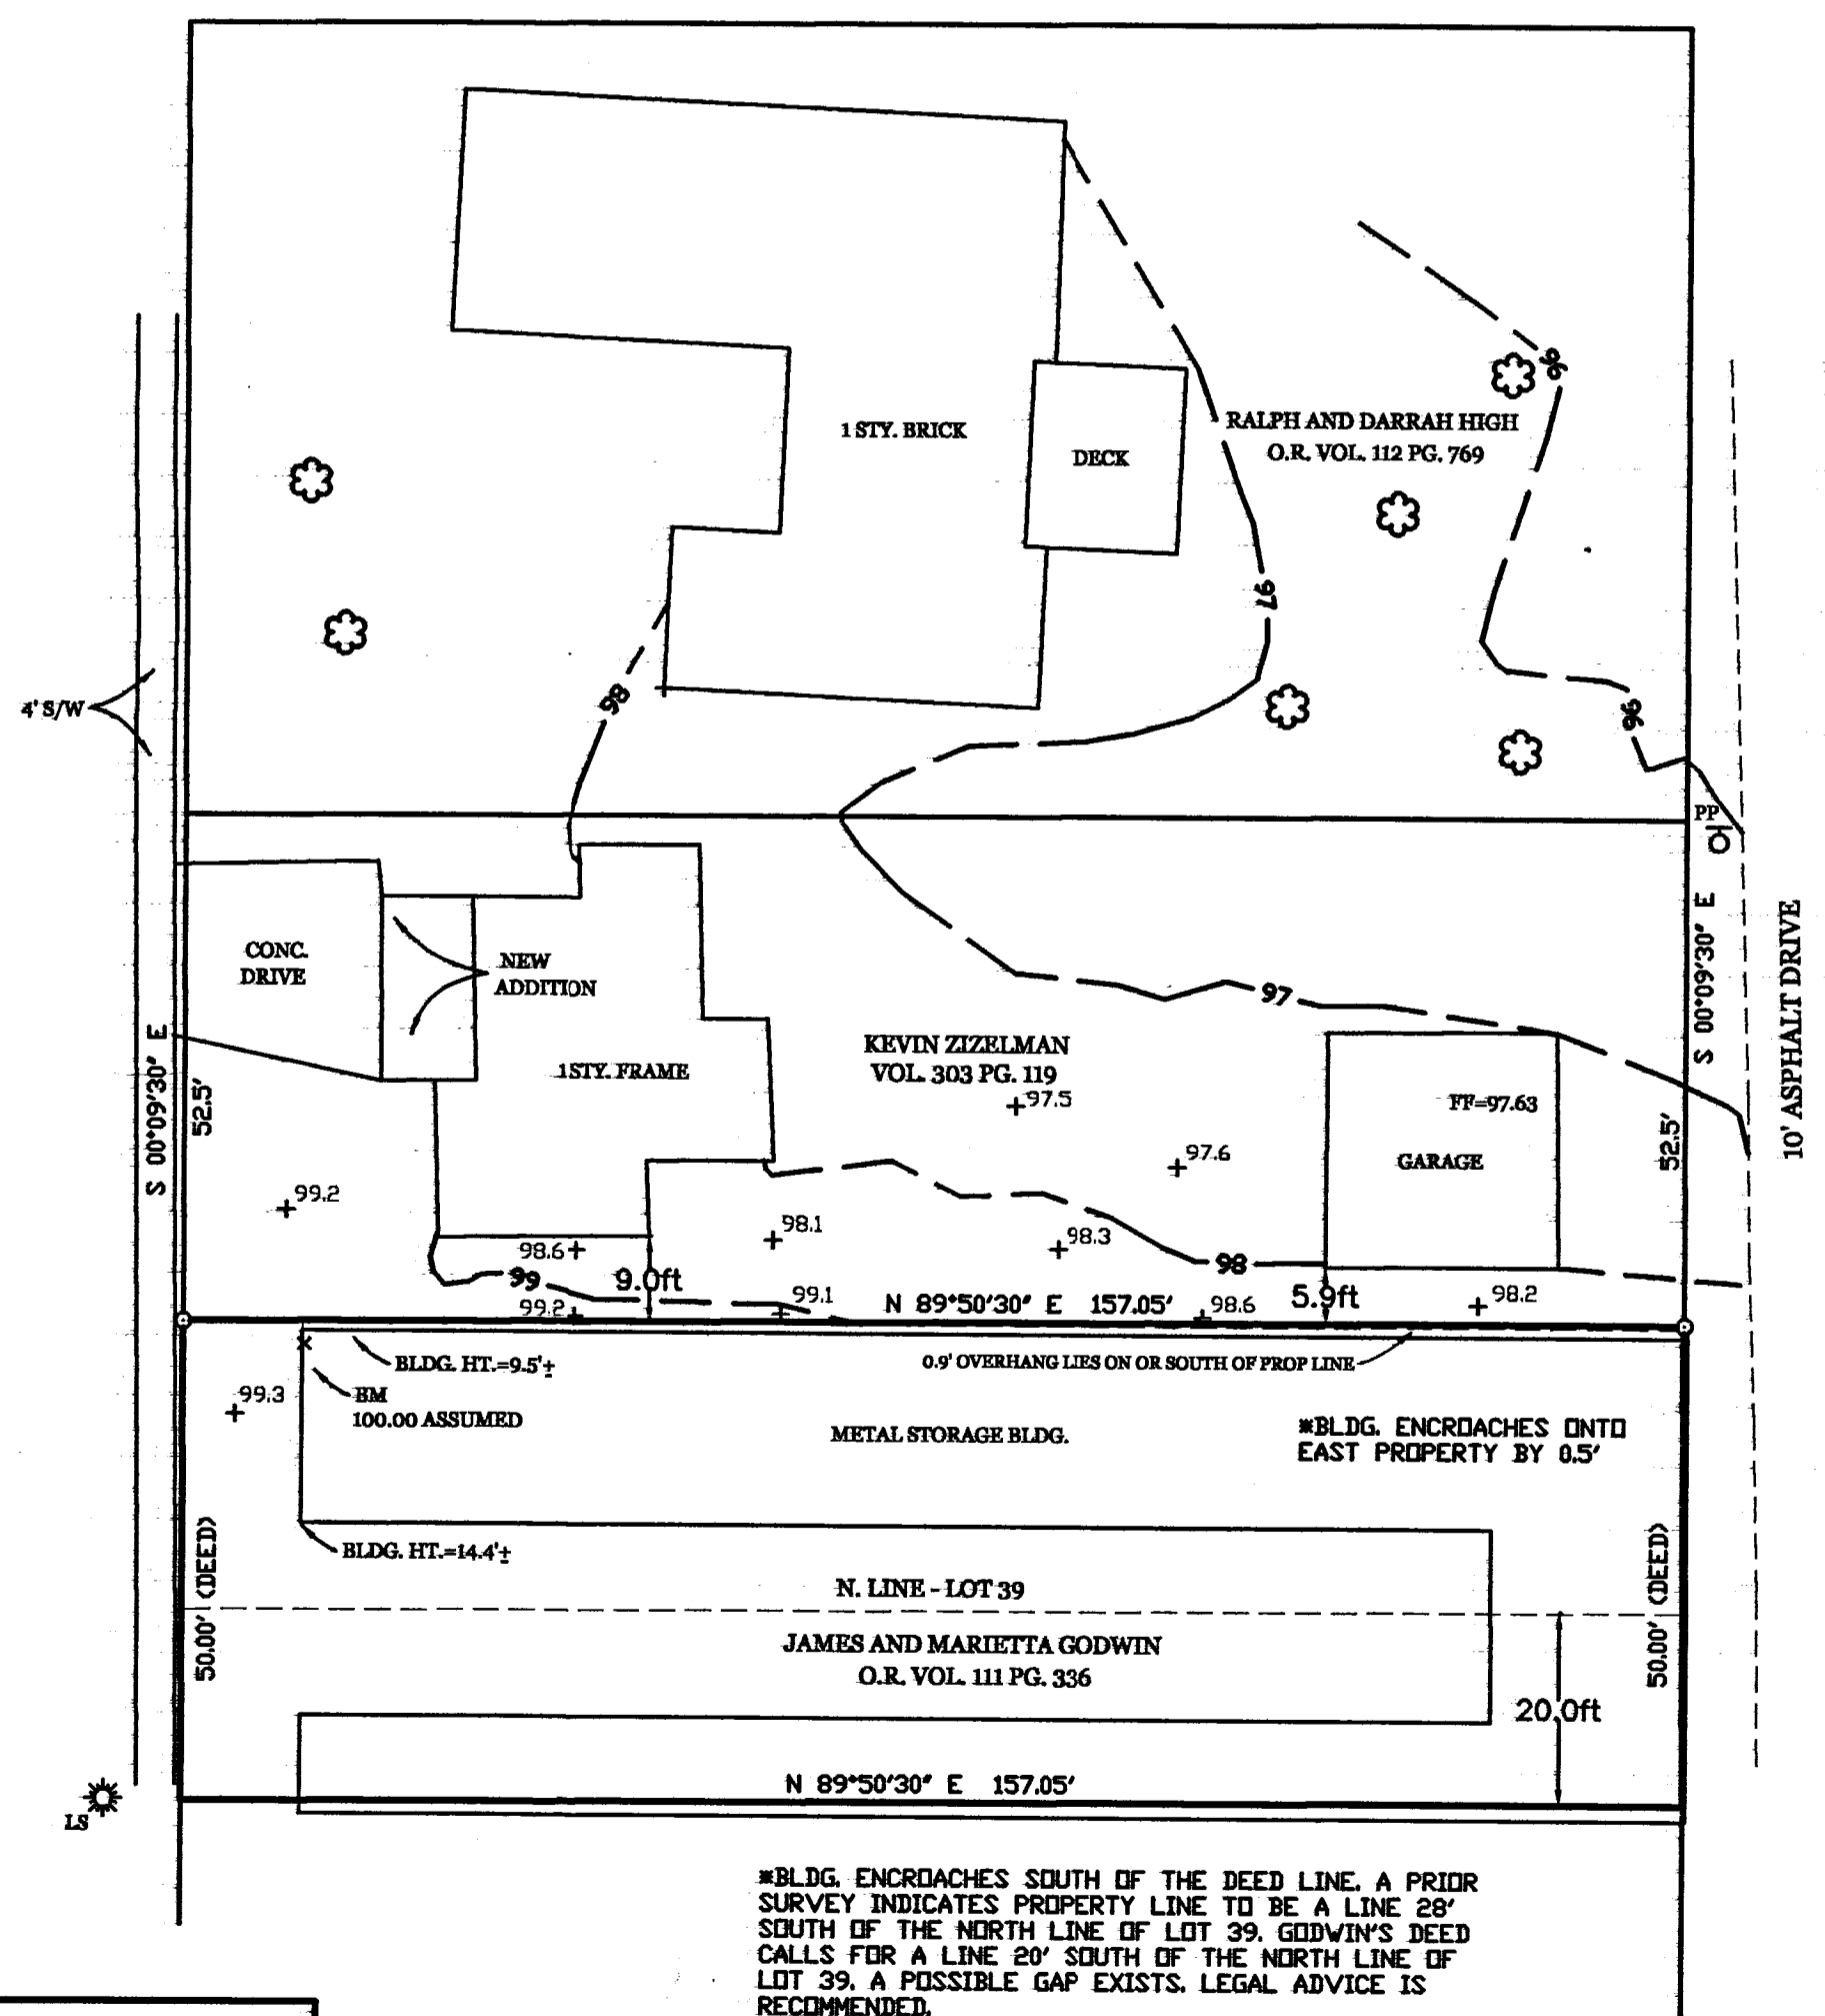 1 STY. BRICK
DECK
RALPH AND DARRAH HIGH
O.R. VOL. 112 PG. 769
96
97
98
96
4' S/W
PP
CONC.
DRIVE
NEW
ADDITION
1STY. FRAME
KEVIN ZIZELMAN
VOL. 303 PG. 119
+97.5
97
FF=97.63
GARAGE
S 00°09'30" E
52.5'
S 00°09'30" E
52.5'
10' ASPHALT DRIVE
+99.2
+97.6
98.6+
+98.1
+98.3
98
99
9.0ft
99.2
99.1
N 89°50'30" E 157.05'
98.6
5.9ft
+98.2
BLDG. HT.=9.5'±
0.9' OVERHANG LIES ON OR SOUTH OF PROP LINE
BM
100.00 ASSUMED
+99.3
METAL STORAGE BLDG.
*BLDG. ENCROACHES ONTO
EAST PROPERTY BY 0.5'
BLDG. HT.=14.4'±
50.00' (DEED)
50.00' (DEED)
N. LINE - LOT 39
JAMES AND MARIETTA GODWIN
O.R. VOL. 111 PG. 336
20.0ft
N 89°50'30" E 157.05'
LS
*BLDG. ENCROACHES SOUTH OF THE DEED LINE. A PRIOR
SURVEY INDICATES PROPERTY LINE TO BE A LINE 28'
SOUTH OF THE NORTH LINE OF LOT 39. GODWIN'S DEED
CALLS FOR A LINE 20' SOUTH OF THE NORTH LINE OF
LOT 39. A POSSIBLE GAP EXISTS. LEGAL ADVICE IS
RECOMMENDED.